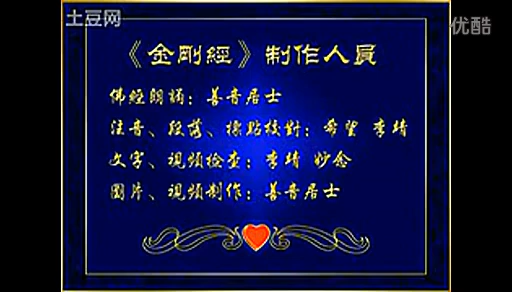 土豆网
优酷
《金剛經》制作人員
佛經朗誦：善音居士
注音、段落、標點校對：希望 李靖
文字、視頻檢查：李靖 妙念
圖片、視頻制作：善音居士